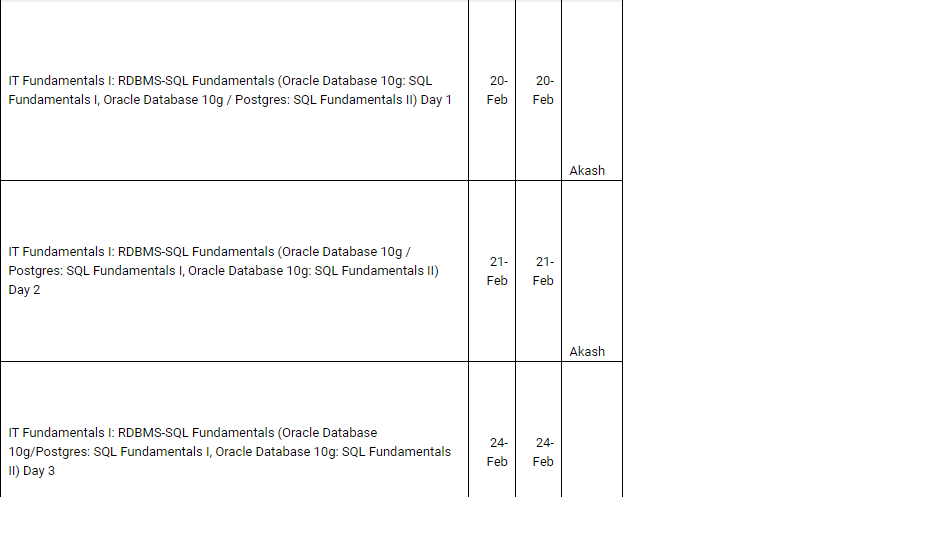 IT Fundamentals I: RDBMS-SQL Fundamentals (Oracle Database 10g: SQL
Fundamentals I, Oracle Database 10g / Postgres: SQL Fundamentals II) Day 1
20-
Feb
20-
Feb
Akash
IT Fundamentals I: RDBMS-SQL Fundamentals (Oracle Database 10g /
Postgres: SQL Fundamentals I, Oracle Database 10g: SQL Fundamentals II)
Day 2
21-
Feb
21-
Feb
Akash
IT Fundamentals I: RDBMS-SQL Fundamentals (Oracle Database
10g/Postgres: SQL Fundamentals I, Oracle Database 10g: SQL Fundamentals
II) Day 3
24-
Feb
24-
Feb